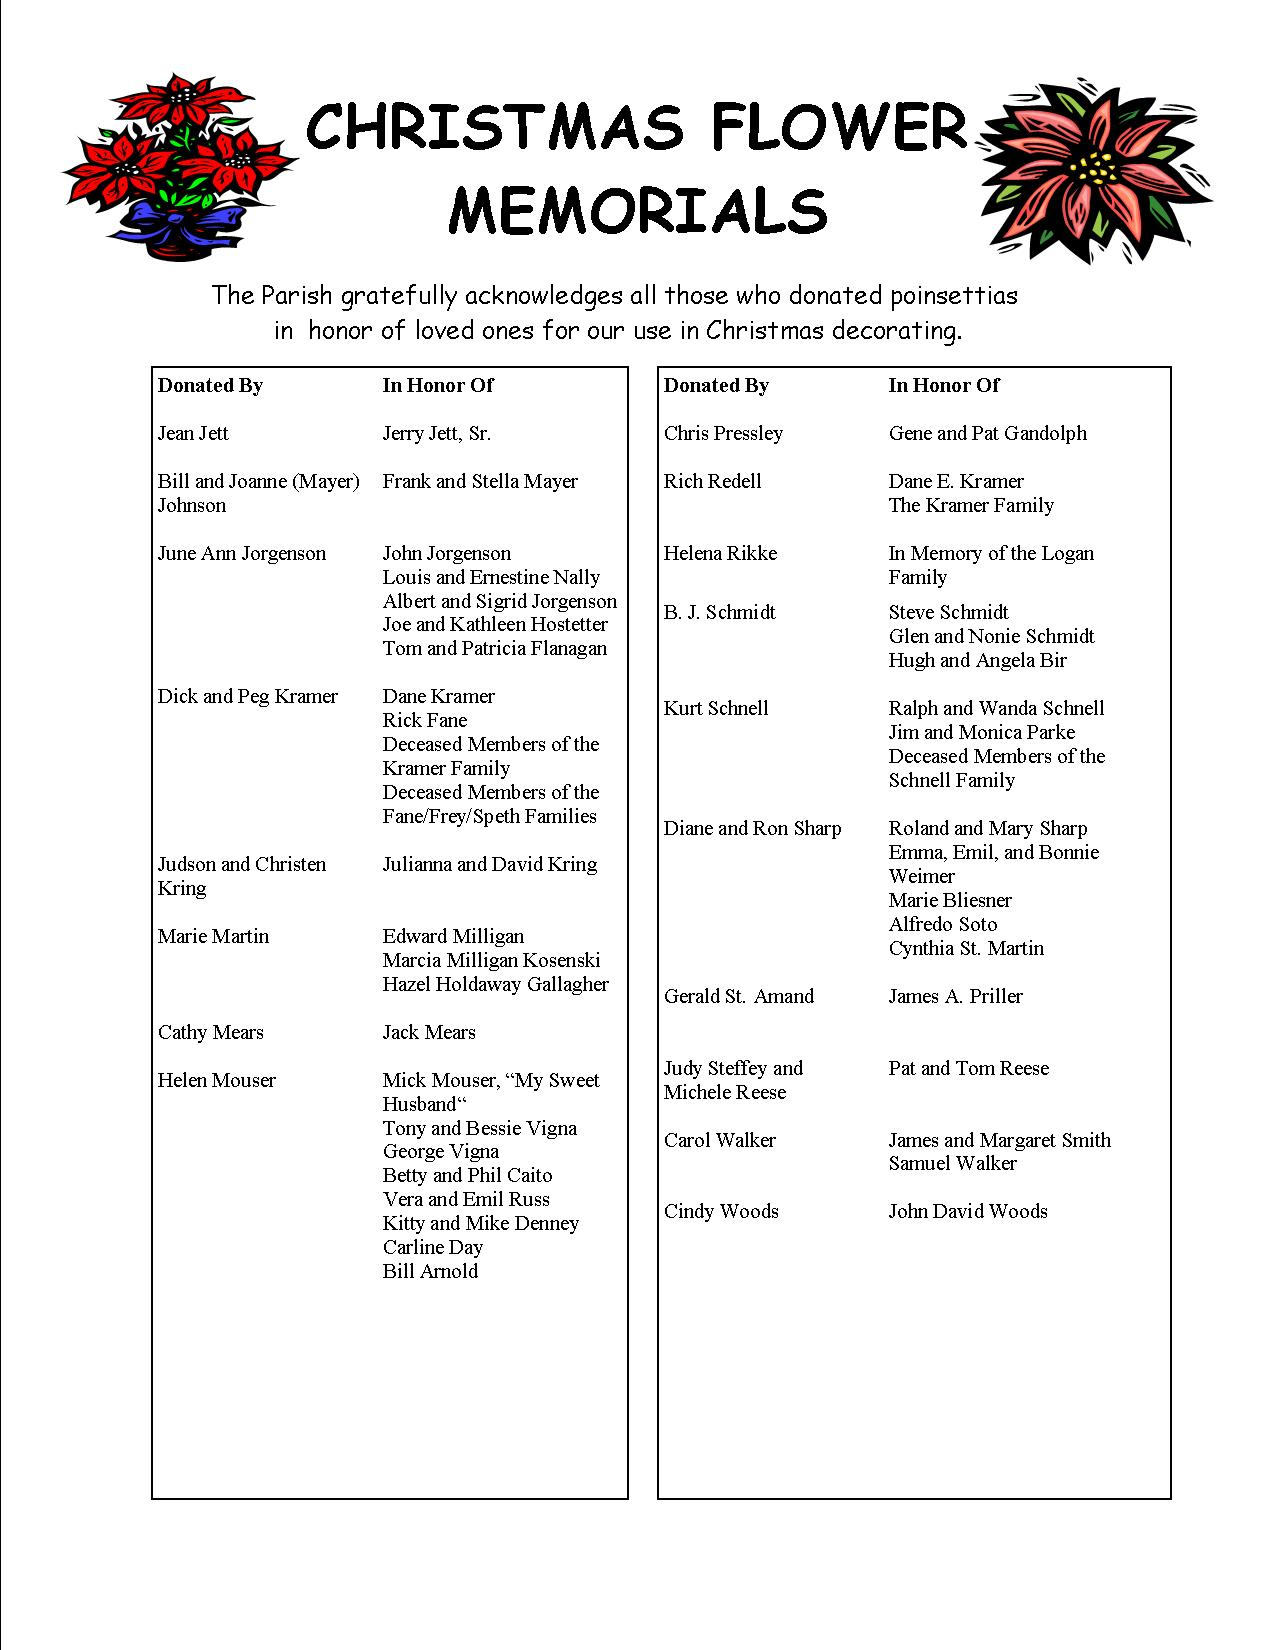 CHRISTMAS FLOWER
MEMORIALS
The Parish gratefully acknowledges all those who donated poinsettias
in honor of loved ones for our use in Christmas decorating.
Donated By In Honor Of
Jean Jett Jerry Jett, Sr.
Bill and Joanne (Mayer) Frank and Stella Mayer
Johnson
June Ann Jorgenson John Jorgenson
Louis and Ernestine Nally
Albert and Sigrid Jorgenson
Joe and Kathleen Hostetter
Tom and Patricia Flanagan
Dick and Peg Kramer Dane Kramer
Rick Fane
Deceased Members of the
Kramer Family
Deceased Members of the
Fane/Frey/Speth Families
Judson and Christen Julianna and David Kring
Kring
Marie Martin Edward Milligan
Marcia Milligan Kosenski
Hazel Holdaway Gallagher
Cathy Mears Jack Mears
Helen Mouser Mick Mouser, “My Sweet
Husband“
Tony and Bessie Vigna
George Vigna
Betty and Phil Caito
Vera and Emil Russ
Kitty and Mike Denney
Carline Day
Bill Arnold
Donated By In Honor Of
Chris Pressley Gene and Pat Gandolph
Rich Redell Dane E. Kramer
The Kramer Family
Helena Rikke In Memory of the Logan
Family
B. J. Schmidt Steve Schmidt
Glen and Nonie Schmidt
Hugh and Angela Bir
Kurt Schnell Ralph and Wanda Schnell
Jim and Monica Parke
Deceased Members of the
Schnell Family
Diane and Ron Sharp Roland and Mary Sharp
Emma, Emil, and Bonnie
Weimer
Marie Bliesner
Alfredo Soto
Cynthia St. Martin
Gerald St. Amand James A. Priller
Judy Steffey and Pat and Tom Reese
Michele Reese
Carol Walker James and Margaret Smith
Samuel Walker
Cindy Woods John David Woods